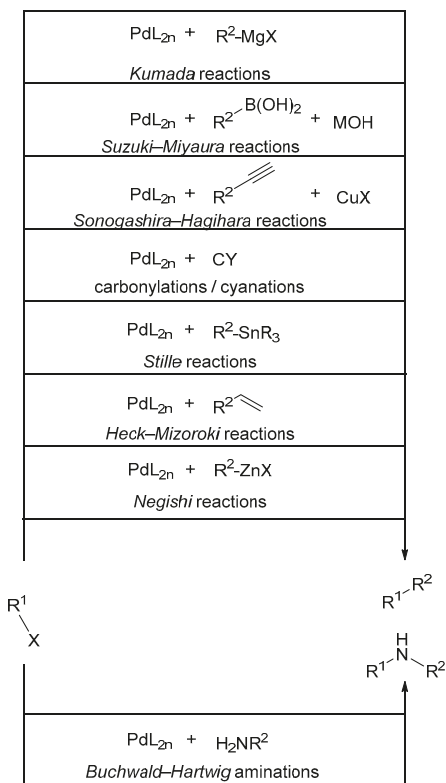 PdL2n + R2-MgX
Kumada reactions
PdL2n + R2 B(OH)2 + MOH
Suzuki–Miyaura reactions
PdL2n + R2 + CuX
Sonogashira–Hagihara reactions
PdL2n + CY
carbonylations / cyanations
PdL2n + R2-SnR3
Stille reactions
PdL2n + R2
Heck–Mizoroki reactions
PdL2n + R2-ZnX
Negishi reactions
R1 X
R1 R2
H
R1 N R2
PdL2n + H2NR2
Buchwald–Hartwig aminations